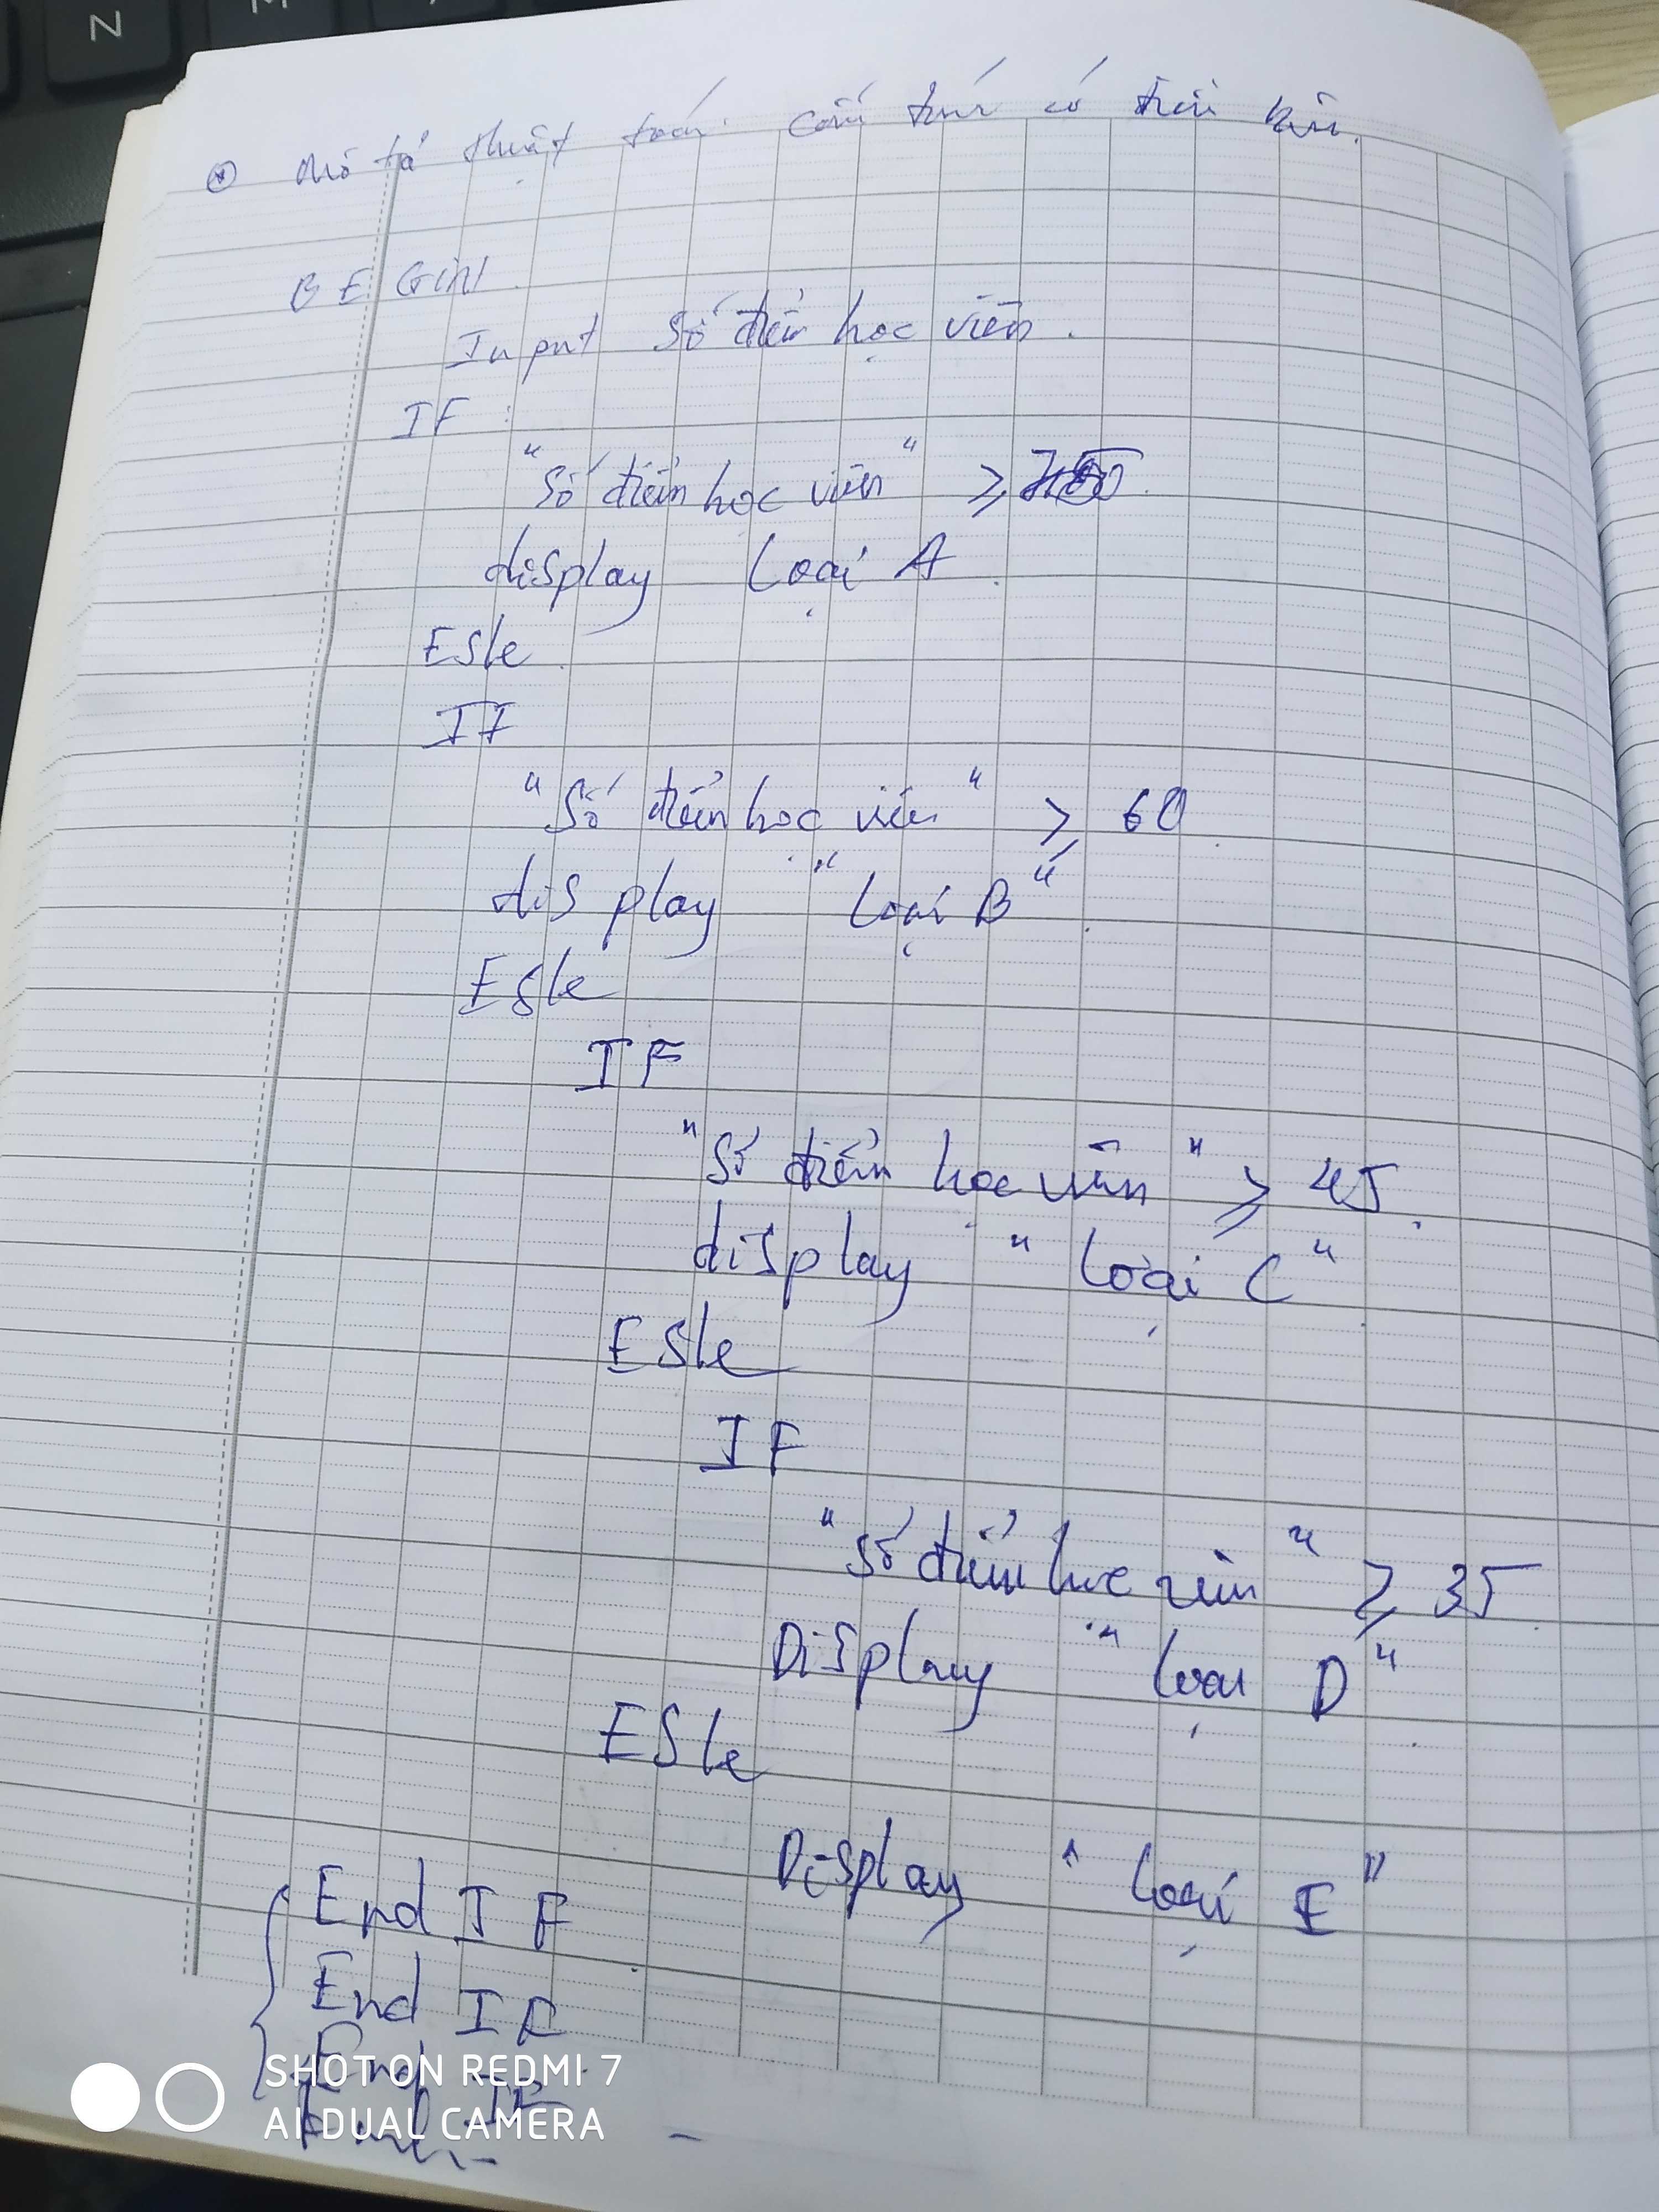 Z
M
Mô tả thuật toán. cấu trúc có điều kiện.
BEGIN
Input số điểm học viên.
IF:
"Số điểm học viên" ≥
display Loại A.
Esle
IF
"Số điểm học viên" ≥ 60
display "Loại B"
Esle
IF
"Số điểm học viên" ≥ 45
display "Loại C"
Esle
IF
"Số điểm học viên" ≥ 35
Display "Loại D"
ESle
Display "Loại E"
End IF
End IF
End IF
SHOT ON REDMI 7
AI DUAL CAMERA